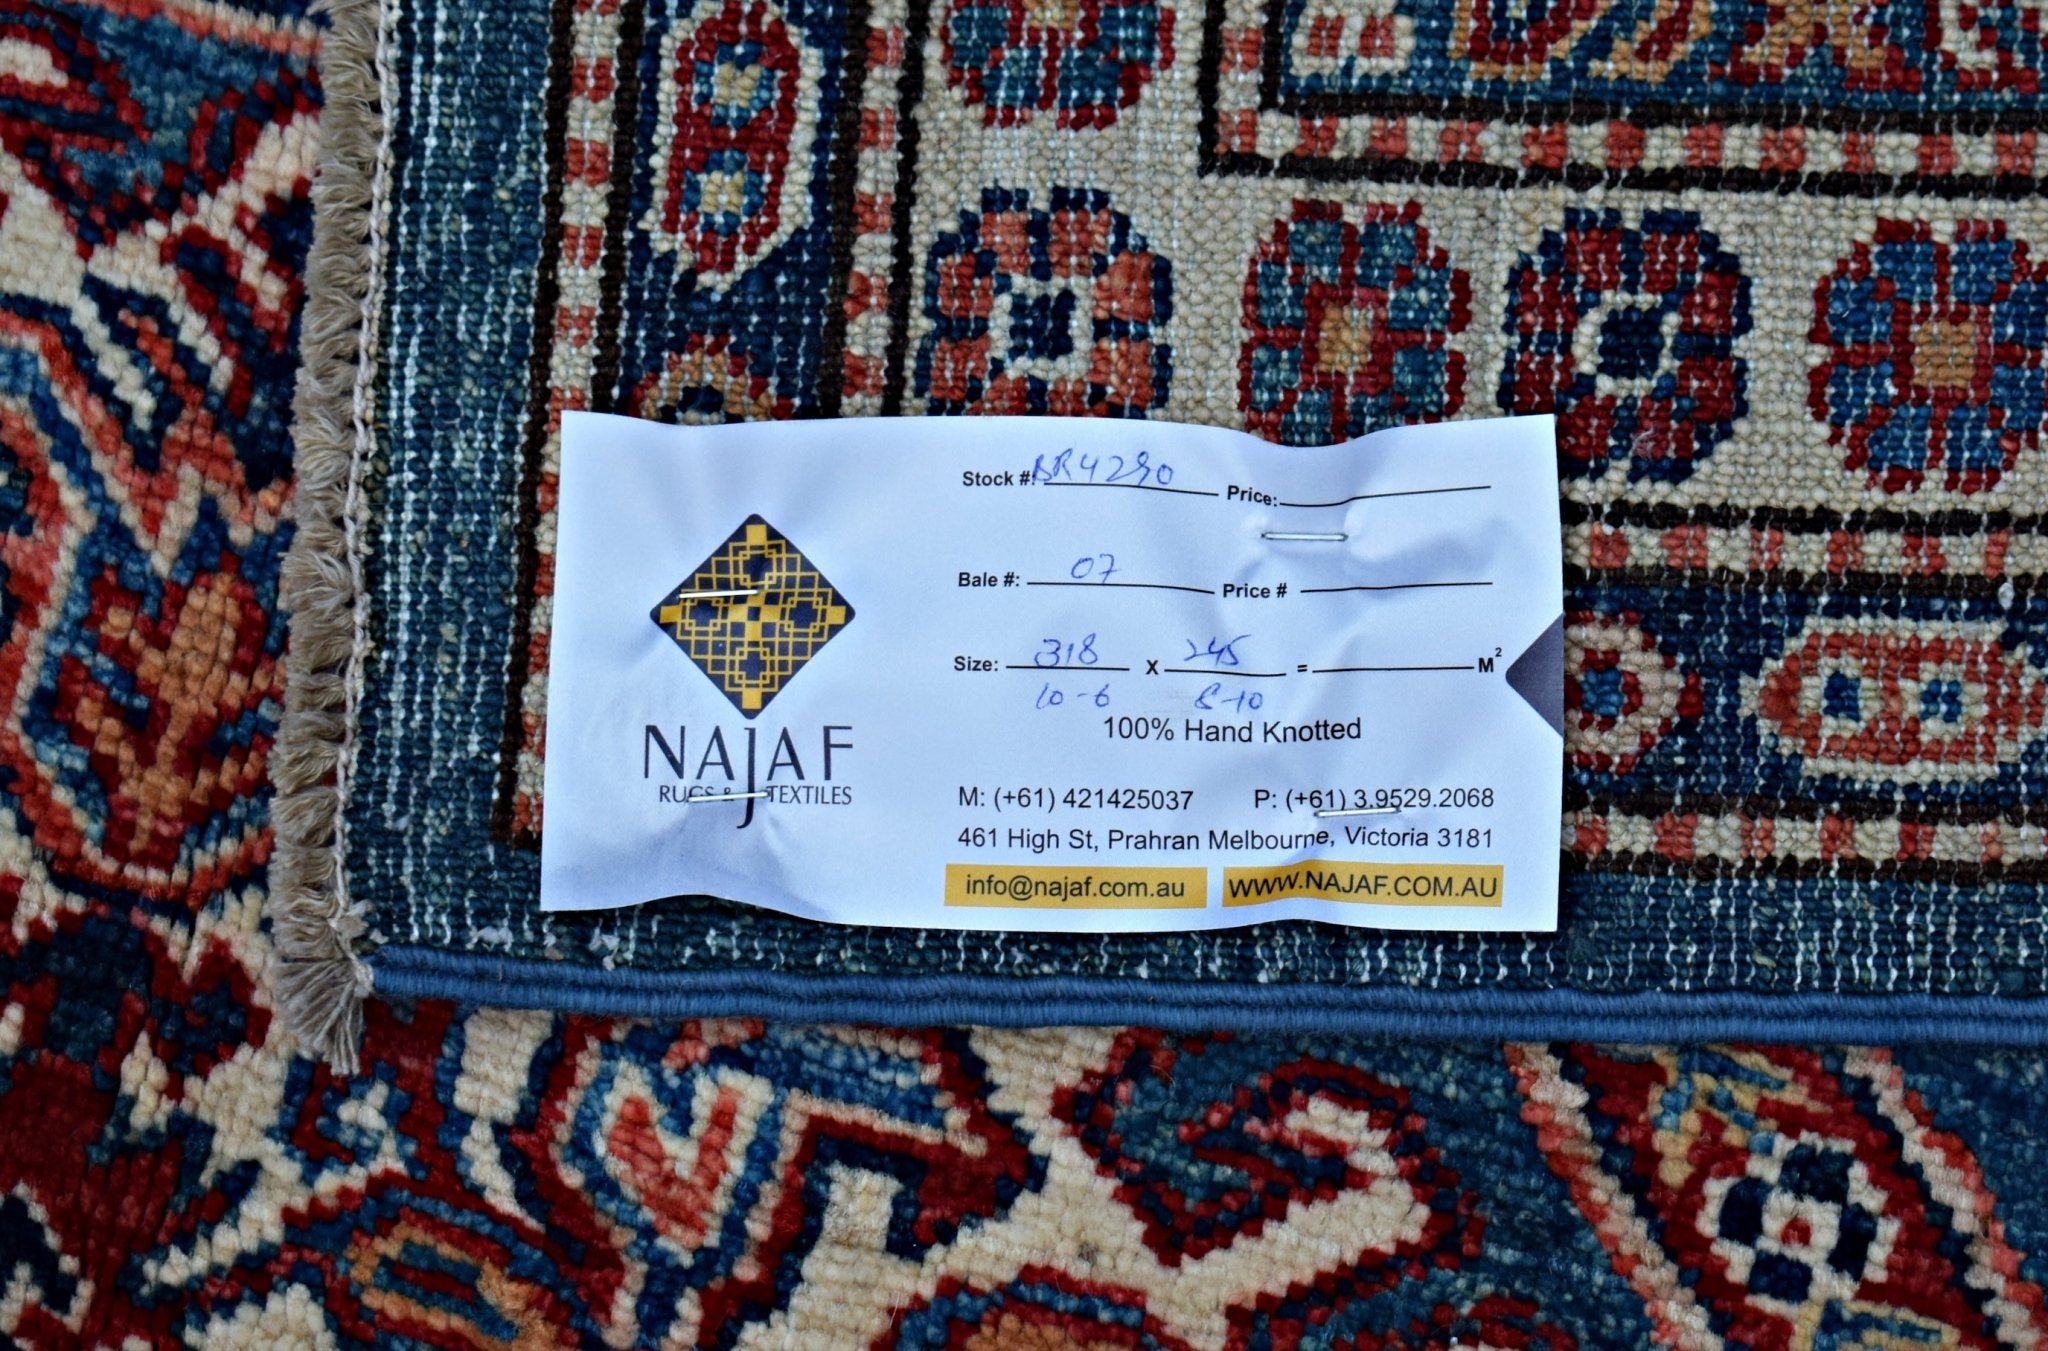 Stock #: BR4290 Price:
Bale #: 07 Price #
Size: 318 X 245 = M²
10-6 8-10
100% Hand Knotted
NAJAF
RUGS & TEXTILES
M: (+61) 421425037 P: (+61) 3.9529.2068
461 High St, Prahran Melbourne, Victoria 3181
info@najaf.com.au WWW.NAJAF.COM.AU